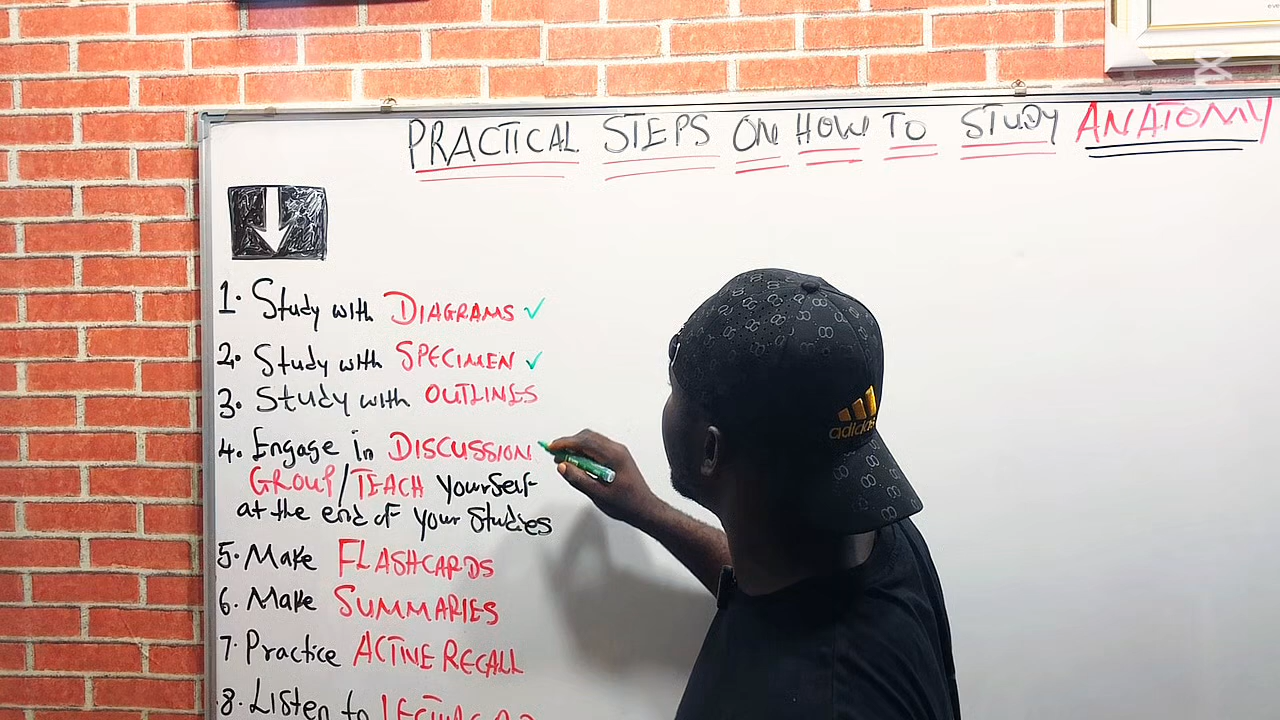 PRACTICAL STEPS ON HOW TO STUDY ANATOMY
1. Study with DIAGRAMS ✓
2. Study with SPECIMEN ✓
3. Study with OUTLINES
4. Engage in DISCUSSION
GROUP/TEACH yourself
at the end of your studies
5. Make FLASHCARDS
6. Make SUMMARIES
7. Practice ACTIVE RECALL
8. Listen to
adidas